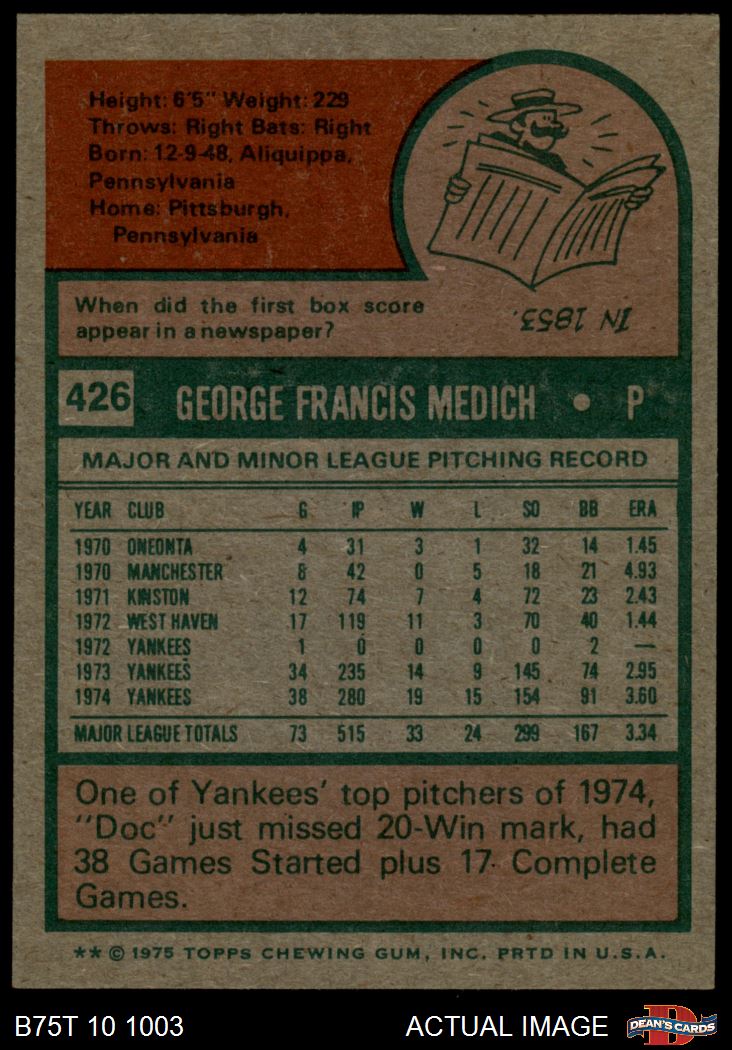 Height: 6'5" Weight: 229
Throws: Right Bats: Right
Born: 12-9-48, Aliquippa,
Pennsylvania
Home: Pittsburgh,
Pennsylvania
When did the first box score
appear in a newspaper?
IN 1853.
426 GEORGE FRANCIS MEDICH • P
MAJOR AND MINOR LEAGUE PITCHING RECORD
YEAR CLUB G IP W L SO BB ERA
1970 ONEONTA 4 31 3 1 32 14 1.45
1970 MANCHESTER 8 42 0 5 18 21 4.93
1971 KINSTON 12 74 7 4 72 23 2.43
1972 WEST HAVEN 17 119 11 3 70 40 1.44
1972 YANKEES 1 0 0 0 0 2 —
1973 YANKEES 34 235 14 9 145 74 2.95
1974 YANKEES 38 280 19 15 154 91 3.60
MAJOR LEAGUE TOTALS 73 515 33 24 299 167 3.34
One of Yankees' top pitchers of 1974,
"Doc" just missed 20-Win mark, had
38 Games Started plus 17 Complete
Games.
** © 1975 TOPPS CHEWING GUM, INC. PRTD IN U.S.A.
B75T 10 1003 ACTUAL IMAGE DEAN'S CARDS